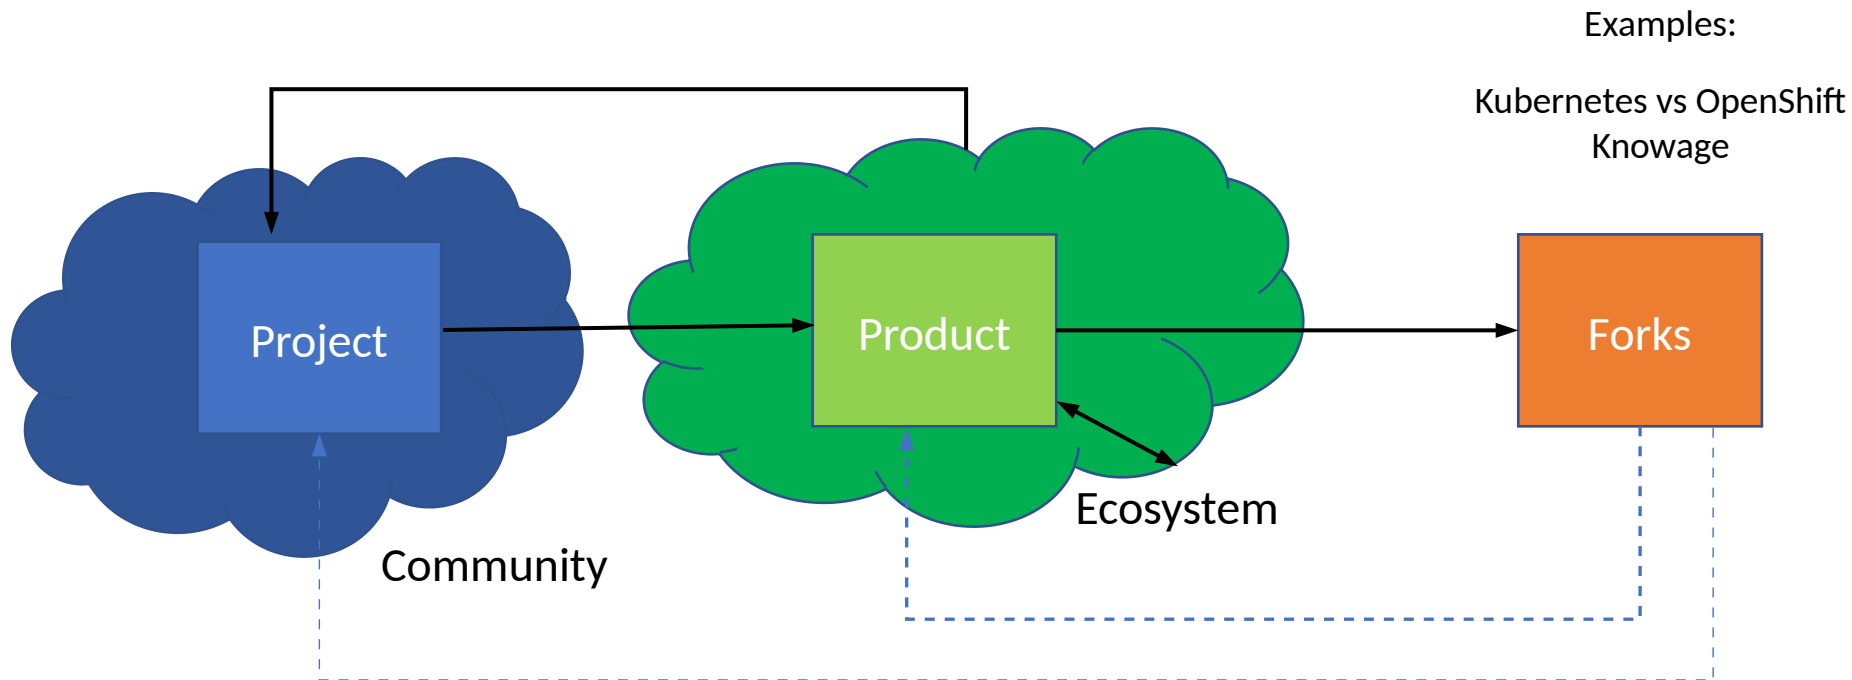 Examples:
Kubernetes vs OpenShift
Knowage
Project
Product
Forks
Ecosystem
Community